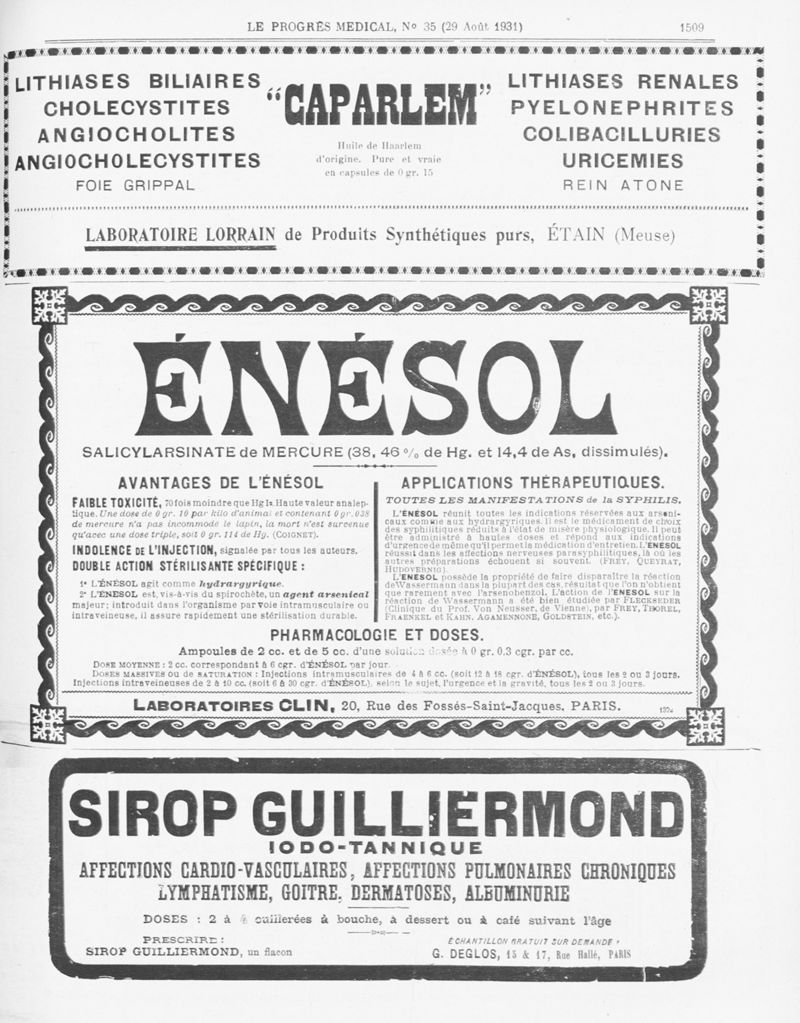 LE PROGRÈS MEDICAL, No 35 (29 Août 1931)
1509
LITHIASES BILIAIRES
CHOLECYSTITES
ANGIOCHOLITES
ANGIOCHOLECYSTITES
FOIE GRIPPAL
"CAPARLEM"
Huile de Haarlem
d'origine. Pure et vraie
en capsules de 0 gr. 15
LITHIASES RENALES
PYELONEPHRITES
COLIBACILLURIES
URICEMIES
REIN ATONE
LABORATOIRE LORRAIN de Produits Synthétiques purs, ÉTAIN (Meuse)
ÉNÉSOL
SALICYLARSINATE de MERCURE (38, 46 % de Hg. et 14,4 de As, dissimulés).
AVANTAGES DE L'ÉNÉSOL
FAIBLE TOXICITÉ, 70 fois moindre que Hg I2. Haute valeur analep-
tique. Une dose de 0 gr. 10 par kilo d'animal et contenant 0 gr. 038
de mercure n'a pas incommodé le lapin, la mort n'est survenue
qu'avec une dose triple, soit 0 gr. 114 de Hg. (COIGNET).
INDOLENCE DE L'INJECTION, signalée par tous les auteurs.
DOUBLE ACTION STÉRILISANTE SPÉCIFIQUE :
1° L'ÉNÉSOL agit comme hydrargyrique.
2° L'ÉNÉSOL est, vis-à-vis du spirochète, un agent arsenical
majeur; introduit dans l'organisme par voie intramusculaire ou
intraveineuse, il assure rapidement une stérilisation durable.
APPLICATIONS THÉRAPEUTIQUES.
TOUTES LES MANIFESTATIONS de la SYPHILIS.
L'ÉNÉSOL réunit toutes les indications réservées aux arseni-
caux comme aux hydrargyriques. Il est le médicament de choix
des syphilitiques réduits à l'état de misère physiologique. Il peut
être administré à hautes doses et répond aux indications
d'urgence de même qu'il permet la médication d'entretien. L'ÉNÉSOL
réussit dans les affections nerveuses parasyphilitiques, là où les
autres préparations échouent si souvent. (FREY, QUEYRAT,
HUDOVERNIG).
L'ÉNÉSOL possède la propriété de faire disparaître la réaction
de Wassermann dans la plupart des cas, résultat que l'on n'obtient
que rarement avec l'arsenobenzol. L'action de l'ÉNÉSOL sur la
réaction de Wassermann a été bien étudiée par FLECKSEDER
(Clinique du Prof. Von Neusser, de Vienne), par FREY, THOREL,
FRAENKEL et KAHN, AGAMENNONE, GOLDSTEIN, etc.).
PHARMACOLOGIE ET DOSES.
Ampoules de 2 cc. et de 5 cc. d'une solution dosée à 0 gr. 0.3 cgr. par cc.
DOSE MOYENNE : 2 cc. correspondant à 6 cgr. d'ÉNÉSOL par jour.
DOSES MASSIVES ou de SATURATION : Injections intramusculaires de 4 à 6 cc. (soit 12 à 18 cgr. d'ÉNÉSOL), tous les 2 ou 3 jours.
Injections intraveineuses de 2 à 10 cc. (soit 6 à 30 cgr. d'ÉNÉSOL), selon le sujet, l'urgence et la gravité, tous les 2 ou 3 jours.
LABORATOIRES CLIN, 20, Rue des Fossés-Saint-Jacques, PARIS.
SIROP GUILLIERMOND
IODO-TANNIQUE
AFFECTIONS CARDIO-VASCULAIRES, AFFECTIONS PULMONAIRES CHRONIQUES
LYMPHATISME, GOITRE, DERMATOSES, ALBUMINURIE
DOSES : 2 à 4 cuillerées à bouche, à dessert ou à café suivant l'âge
PRESCRIRE :
SIROP GUILLIERMOND, un flacon
ÉCHANTILLON GRATUIT SUR DEMANDE :
G. DEGLOS, 15 & 17, Rue Hallé, PARIS